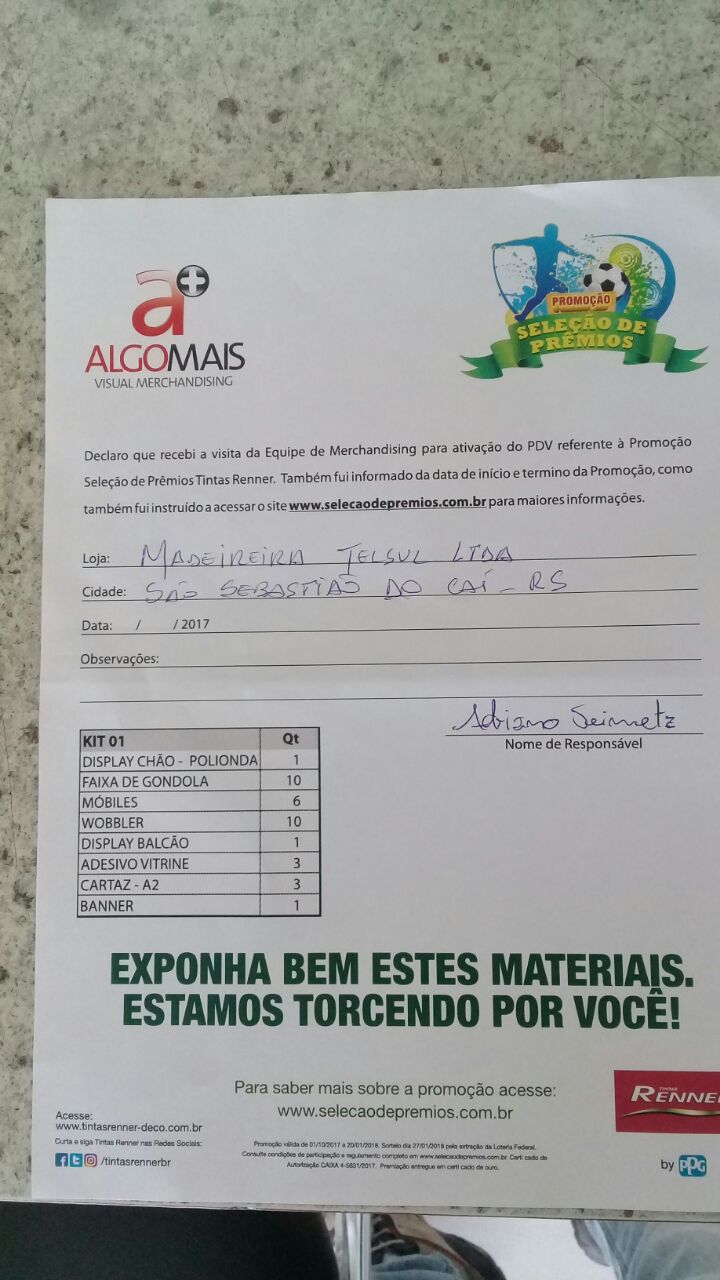 a+
ALGOMAIS
VISUAL MERCHANDISING
PROMOÇÃO
SELEÇÃO DE
PRÊMIOS
Declaro que recebi a visita da Equipe de Merchandising para ativação do PDV referente à Promoção
Seleção de Prêmios Tintas Renner. Também fui informado da data de início e termino da Promoção, como
também fui instruído a acessar o site www.selecaodepremios.com.br para maiores informações.
Loja: MADEIREIRA TELSUL LTDA
Cidade: SÃO SEBASTIÃO DO CAÍ - RS
Data: / / 2017
Observações:
Adriano Seimetz
Nome de Responsável
KIT 01 Qt
DISPLAY CHÃO - POLIONDA 1
FAIXA DE GONDOLA 10
MÓBILES 6
WOBBLER 10
DISPLAY BALCÃO 1
ADESIVO VITRINE 3
CARTAZ - A2 3
BANNER 1
EXPONHA BEM ESTES MATERIAIS.
ESTAMOS TORCENDO POR VOCÊ!
Para saber mais sobre a promoção acesse:
www.selecaodepremios.com.br
TINTAS
RENNE
Acesse:
www.tintasrenner-deco.com.br
Curta e siga Tintas Renner nas Redes Sociais:
/tintasrennerbr
Promoção válida de 01/10/2017 a 20/01/2018. Sorteio dia 27/01/2018 pela extração da Loteria Federal.
Consulte condições de participação e regulamento completo em www.selecaodepremios.com.br. Certi cado de
Autorização CAIXA 4-5631/2017. Premiação entregue em certi cado de ouro.
by PPG